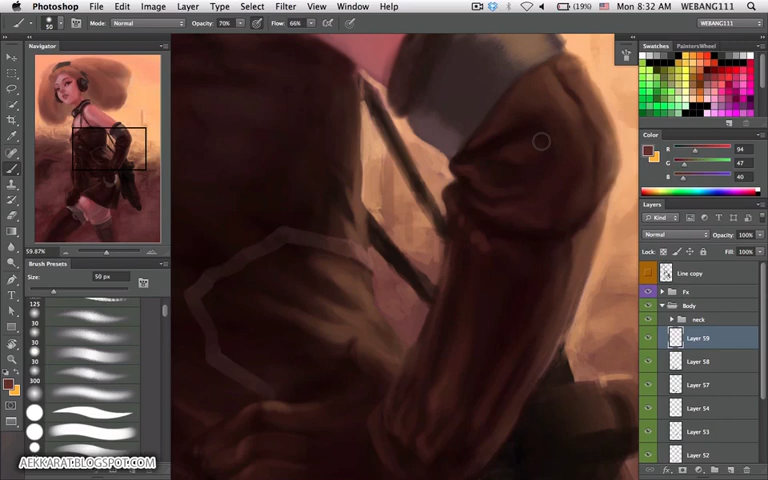 Photoshop File Edit Image Layer Type Select Filter View Window Help (19%) Mon 8:32 AM WEBANG111
50 Mode: Normal Opacity: 70% Flow: 66% WEBANG111
Navigator
59.87%
Brush Presets
Size: 50 px
125
30
30
30
30
300
Swatches PaintersWheel
Color
R 94
G 47
B 40
Layers
Kind
Normal Opacity: 100%
Lock: Fill: 100%
Line copy
Fx
Body
neck
Layer 59
Layer 58
Layer 57
Layer 54
Layer 53
Layer 52
AEKKARAT.BLOGSPOT.COM